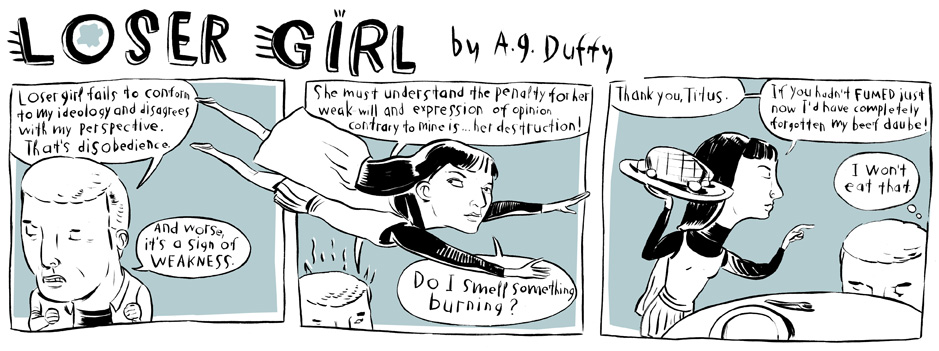 LOSER GIRL by A.G. Duffy
Loser girl fails to conform
to my ideology and disagrees
with my perspective.
That's disobedience.
And worse,
it's a sign of
WEAKNESS.
She must understand the penalty for her
weak will and expression of opinion
contrary to mine is... her destruction!
Do I smell something
burning?
Thank you, Titus.
If you hadn't FUMED just
now I'd have completely
forgotten my beef daube!
I won't
eat that.